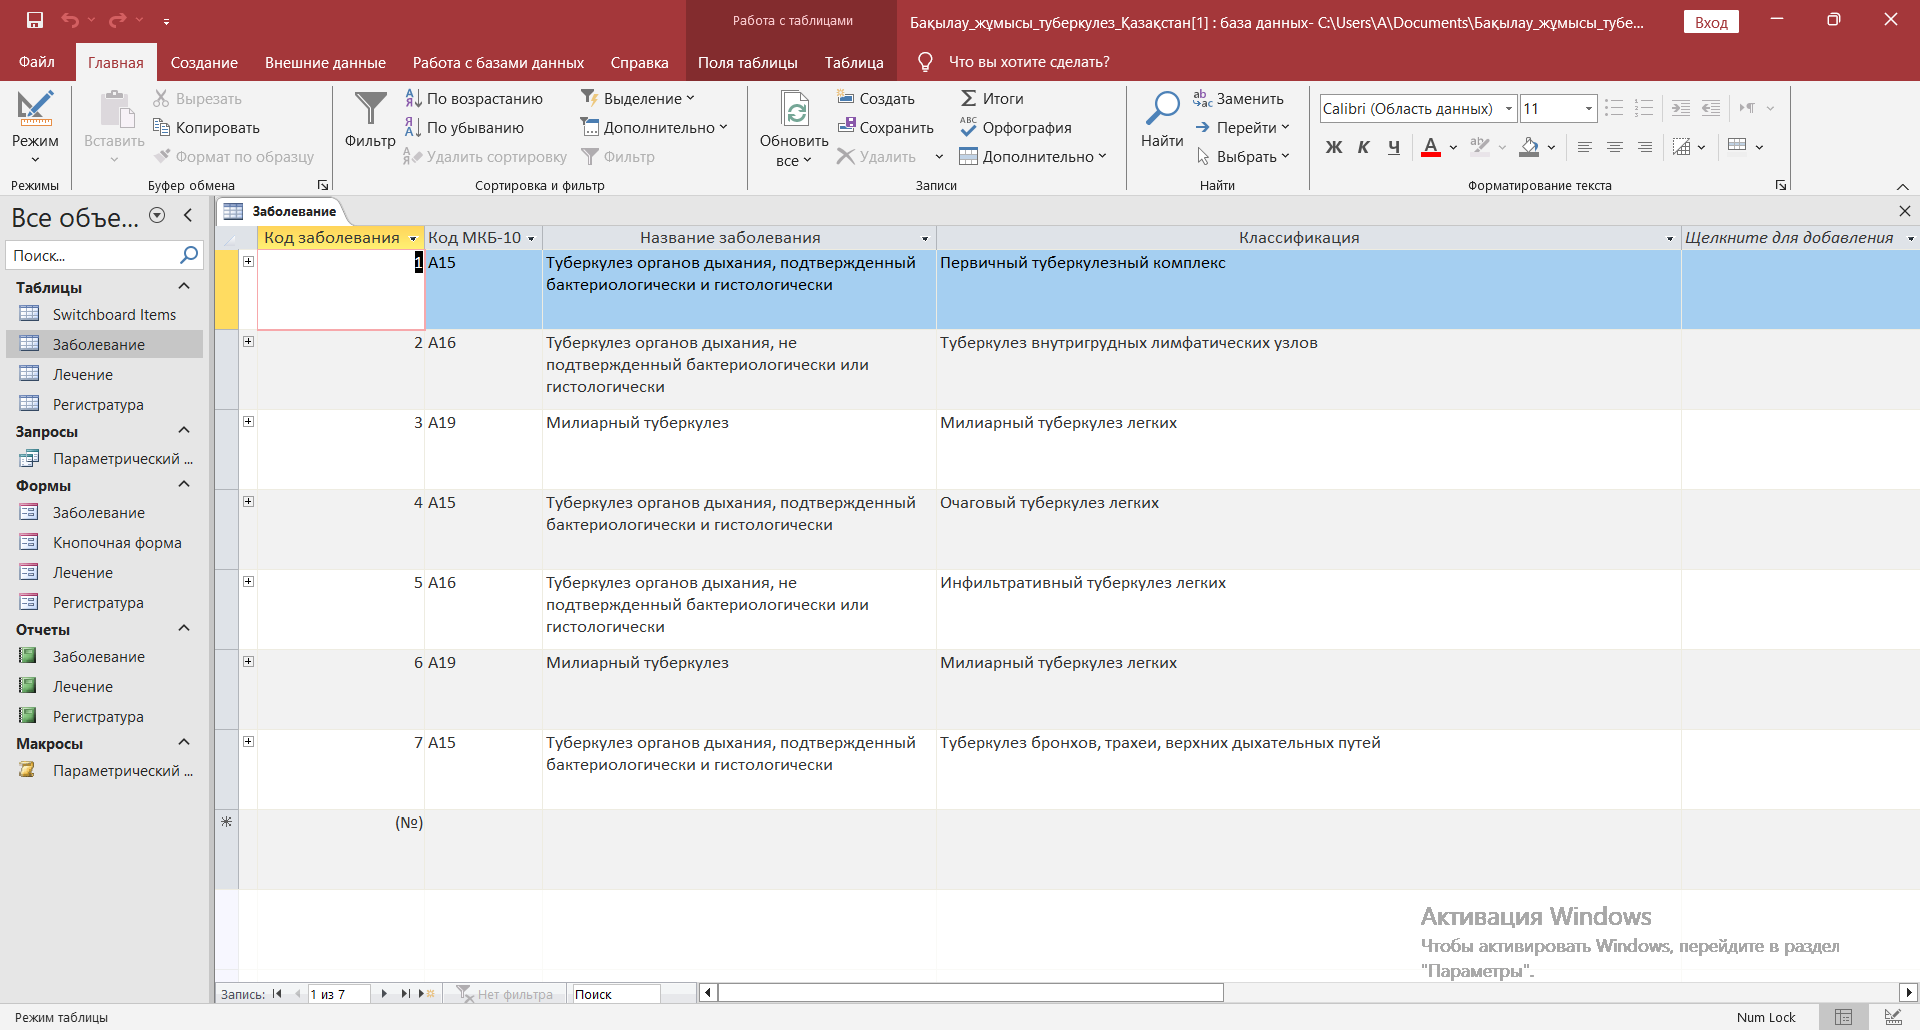 Работа с таблицами
Бақылау_жұмысы_туберкулез_Қазақстан[1] : база данных- C:\Users\A\Documents\Бақылау_жұмысы_тубе...
Вход
Файл Главная Создание Внешние данные Работа с базами данных Справка Поля таблицы Таблица Что вы хотите сделать?
Режим
Режимы
Вставить
Вырезать
Копировать
Формат по образцу
Буфер обмена
Фильтр
По возрастанию
По убыванию
Удалить сортировку
Выделение
Дополнительно
Фильтр
Сортировка и фильтр
Обновить
все
Создать
Сохранить
Удалить
Итоги
Орфография
Дополнительно
Записи
Найти
Заменить
Перейти
Выбрать
Найти
Calibri (Область данных) 11
Ж К Ч А
Форматирование текста
Все объе...
Поиск...
Таблицы
Switchboard Items
Заболевание
Лечение
Регистратура
Запросы
Параметрический ...
Формы
Заболевание
Кнопочная форма
Лечение
Регистратура
Отчеты
Заболевание
Лечение
Регистратура
Макросы
Параметрический ...
Заболевание
Код заболевания Код МКБ-10 Название заболевания Классификация Щелкните для добавления
1 A15 Туберкулез органов дыхания, подтвержденный Первичный туберкулезный комплекс
бактериологически и гистологически
2 A16 Туберкулез органов дыхания, не Туберкулез внутригрудных лимфатических узлов
подтвержденный бактериологически или
гистологически
3 A19 Милиарный туберкулез Милиарный туберкулез легких
4 A15 Туберкулез органов дыхания, подтвержденный Очаговый туберкулез легких
бактериологически и гистологически
5 A16 Туберкулез органов дыхания, не Инфильтративный туберкулез легких
подтвержденный бактериологически или
гистологически
6 A19 Милиарный туберкулез Милиарный туберкулез легких
7 A15 Туберкулез органов дыхания, подтвержденный Туберкулез бронхов, трахеи, верхних дыхательных путей
бактериологически и гистологически
(№)
Активация Windows
Чтобы активировать Windows, перейдите в раздел
"Параметры".
Запись: 1 из 7 Нет фильтра Поиск
Режим таблицы
Num Lock